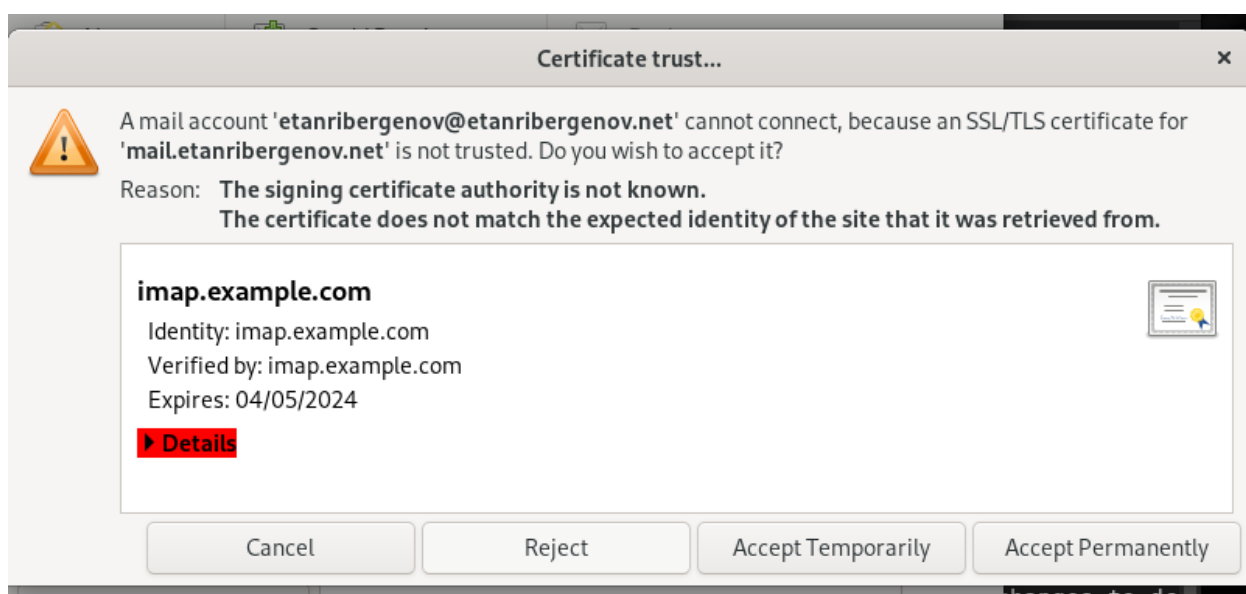 Certificate trust...
A mail account 'etanribergenov@etanribergenov.net' cannot connect, because an SSL/TLS certificate for
'mail.etanribergenov.net' is not trusted. Do you wish to accept it?
Reason: The signing certificate authority is not known.
The certificate does not match the expected identity of the site that it was retrieved from.
imap.example.com
Identity: imap.example.com
Verified by: imap.example.com
Expires: 04/05/2024
Details
Cancel Reject Accept Temporarily Accept Permanently